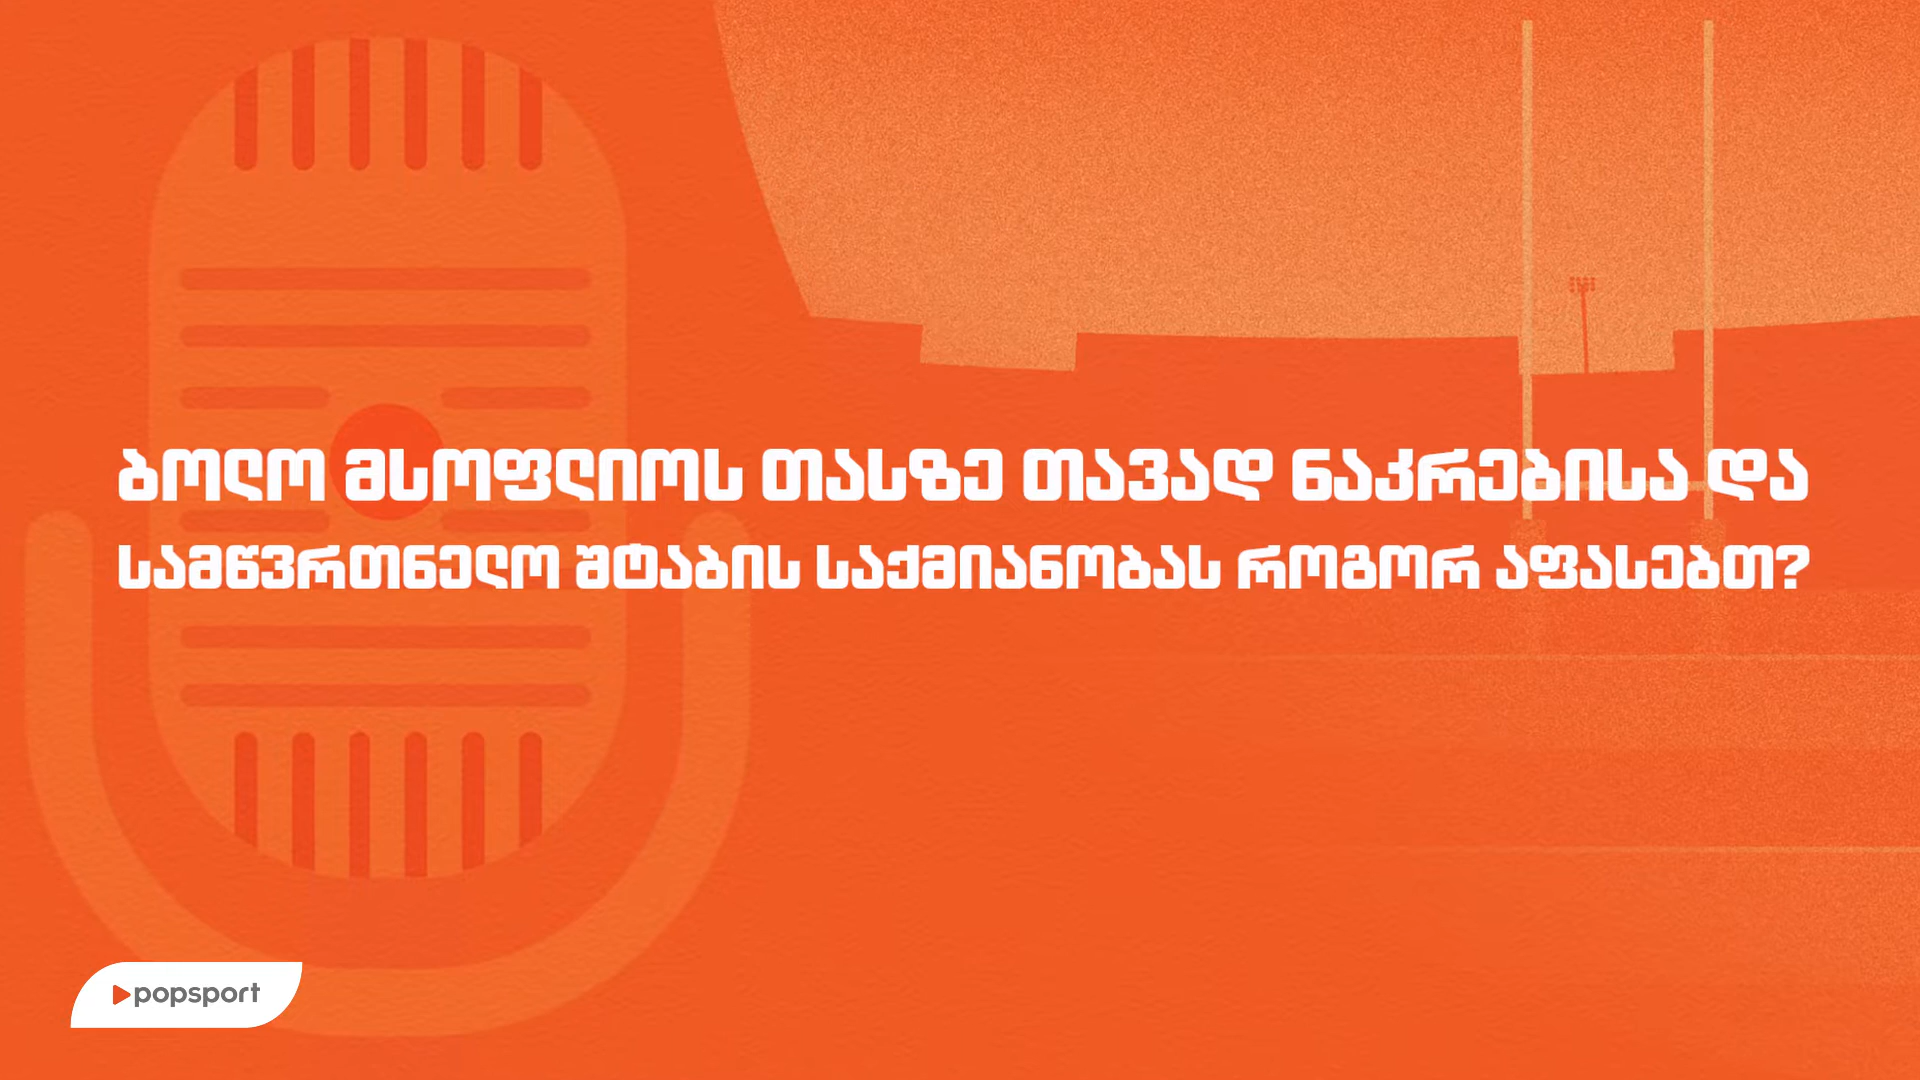 ბოლო მსოფლიოს თასზე თავად ნაკრებისა და
სამწვრთნელო შტაბის საქმიანობას როგორ აფასებთ?
popsport